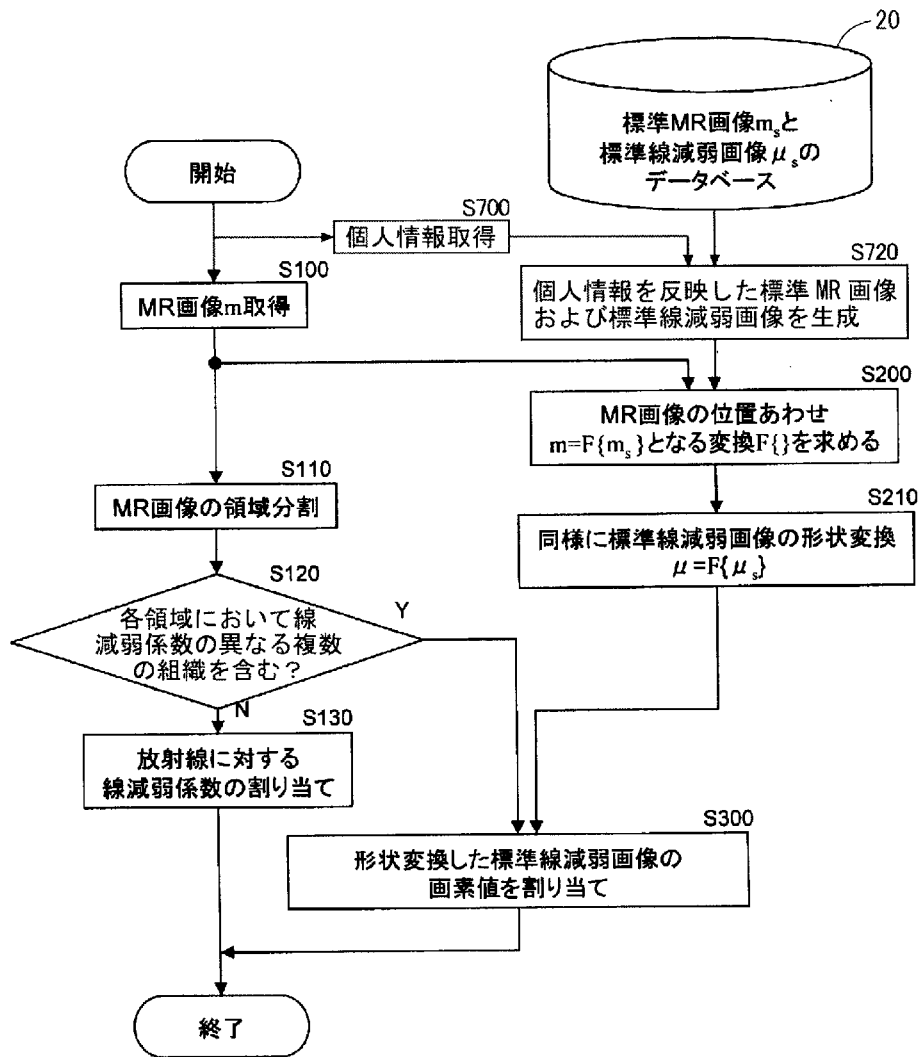 20
標準MR画像msと
標準線減弱画像μsの
データベース
開始
S700
個人情報取得
S100
MR画像m取得
S720
個人情報を反映した標準MR画像
および標準線減弱画像を生成
S200
MR画像の位置あわせ
m=F{ms}となる変換F{}を求める
S110
MR画像の領域分割
S210
同様に標準線減弱画像の形状変換
μ=F{μs}
S120
各領域において線
減弱係数の異なる複数
の組織を含む?
Y
N
S130
放射線に対する
線減弱係数の割り当て
S300
形状変換した標準線減弱画像の
画素値を割り当て
終了